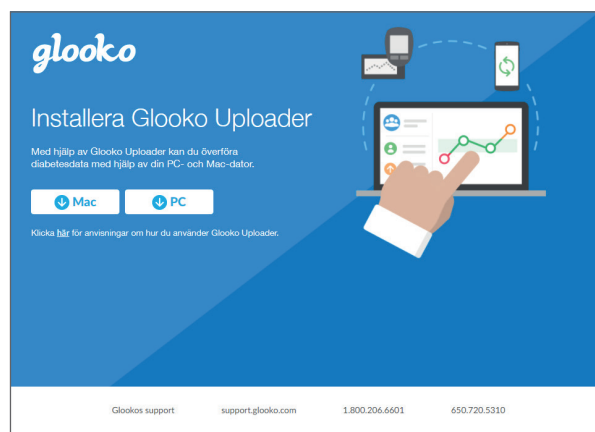 glooko
Installera Glooko Uploader
Med hjälp av Glooko Uploader kan du överföra
diabetesdata med hjälp av din PC- och Mac-dator.
Mac PC
Klicka här för anvisningar om hur du använder Glooko Uploader.
Glookos support support.glooko.com 1.800.206.6601 650.720.5310